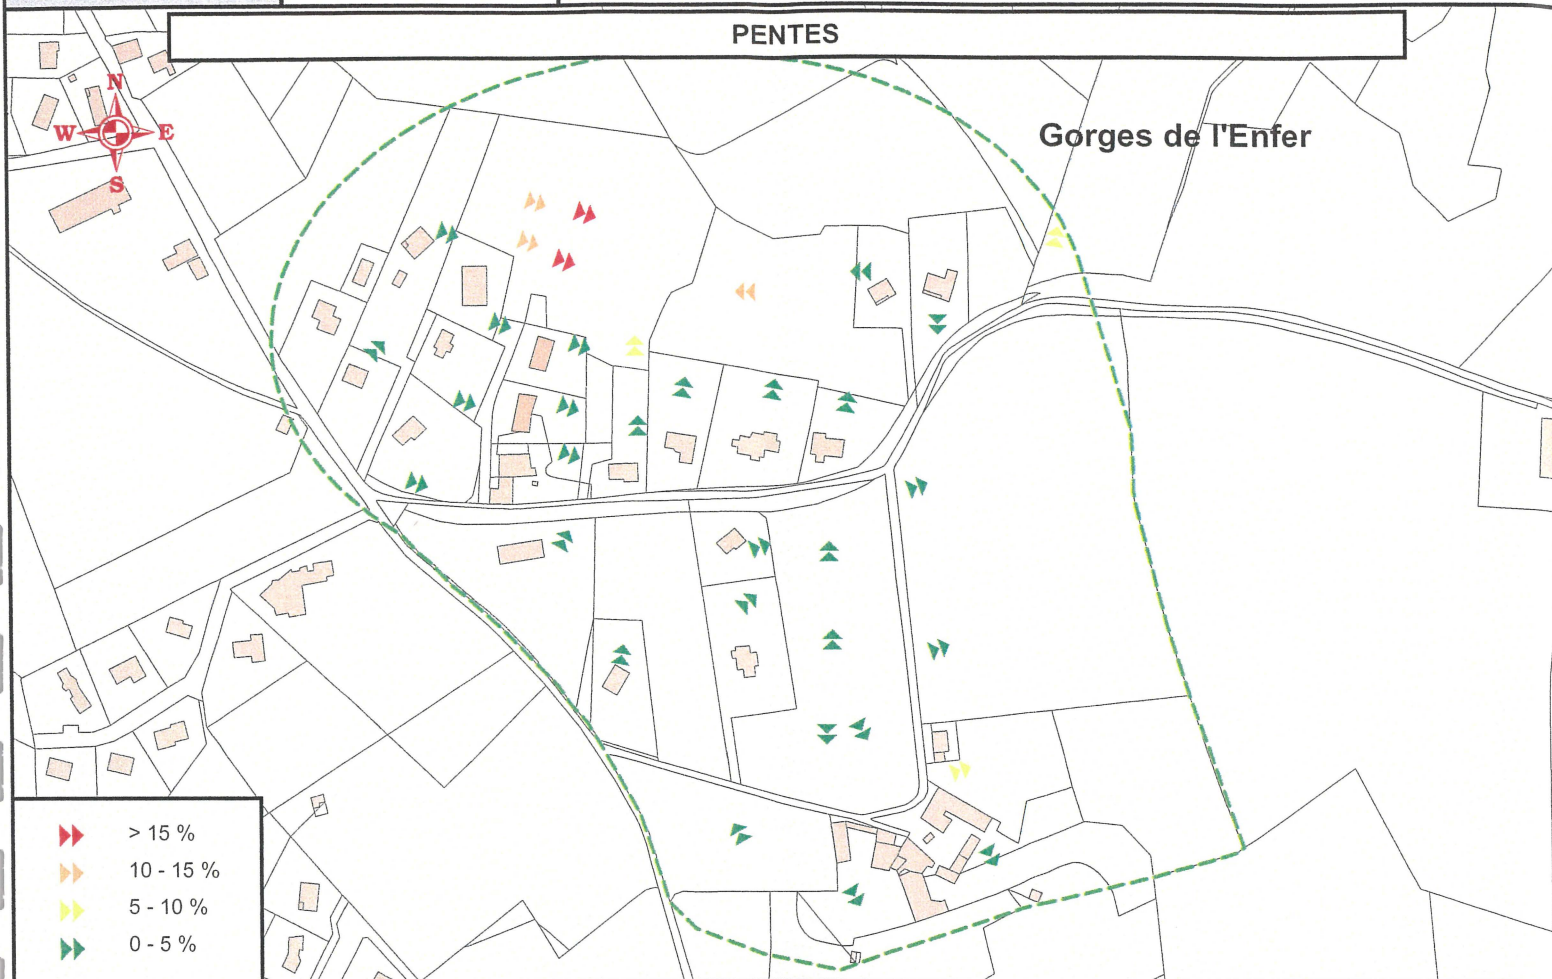 PENTES
N
Gorges de l'Enfer
W E
S
> 15 %
10 - 15 %
5 - 10 %
0 - 5 %